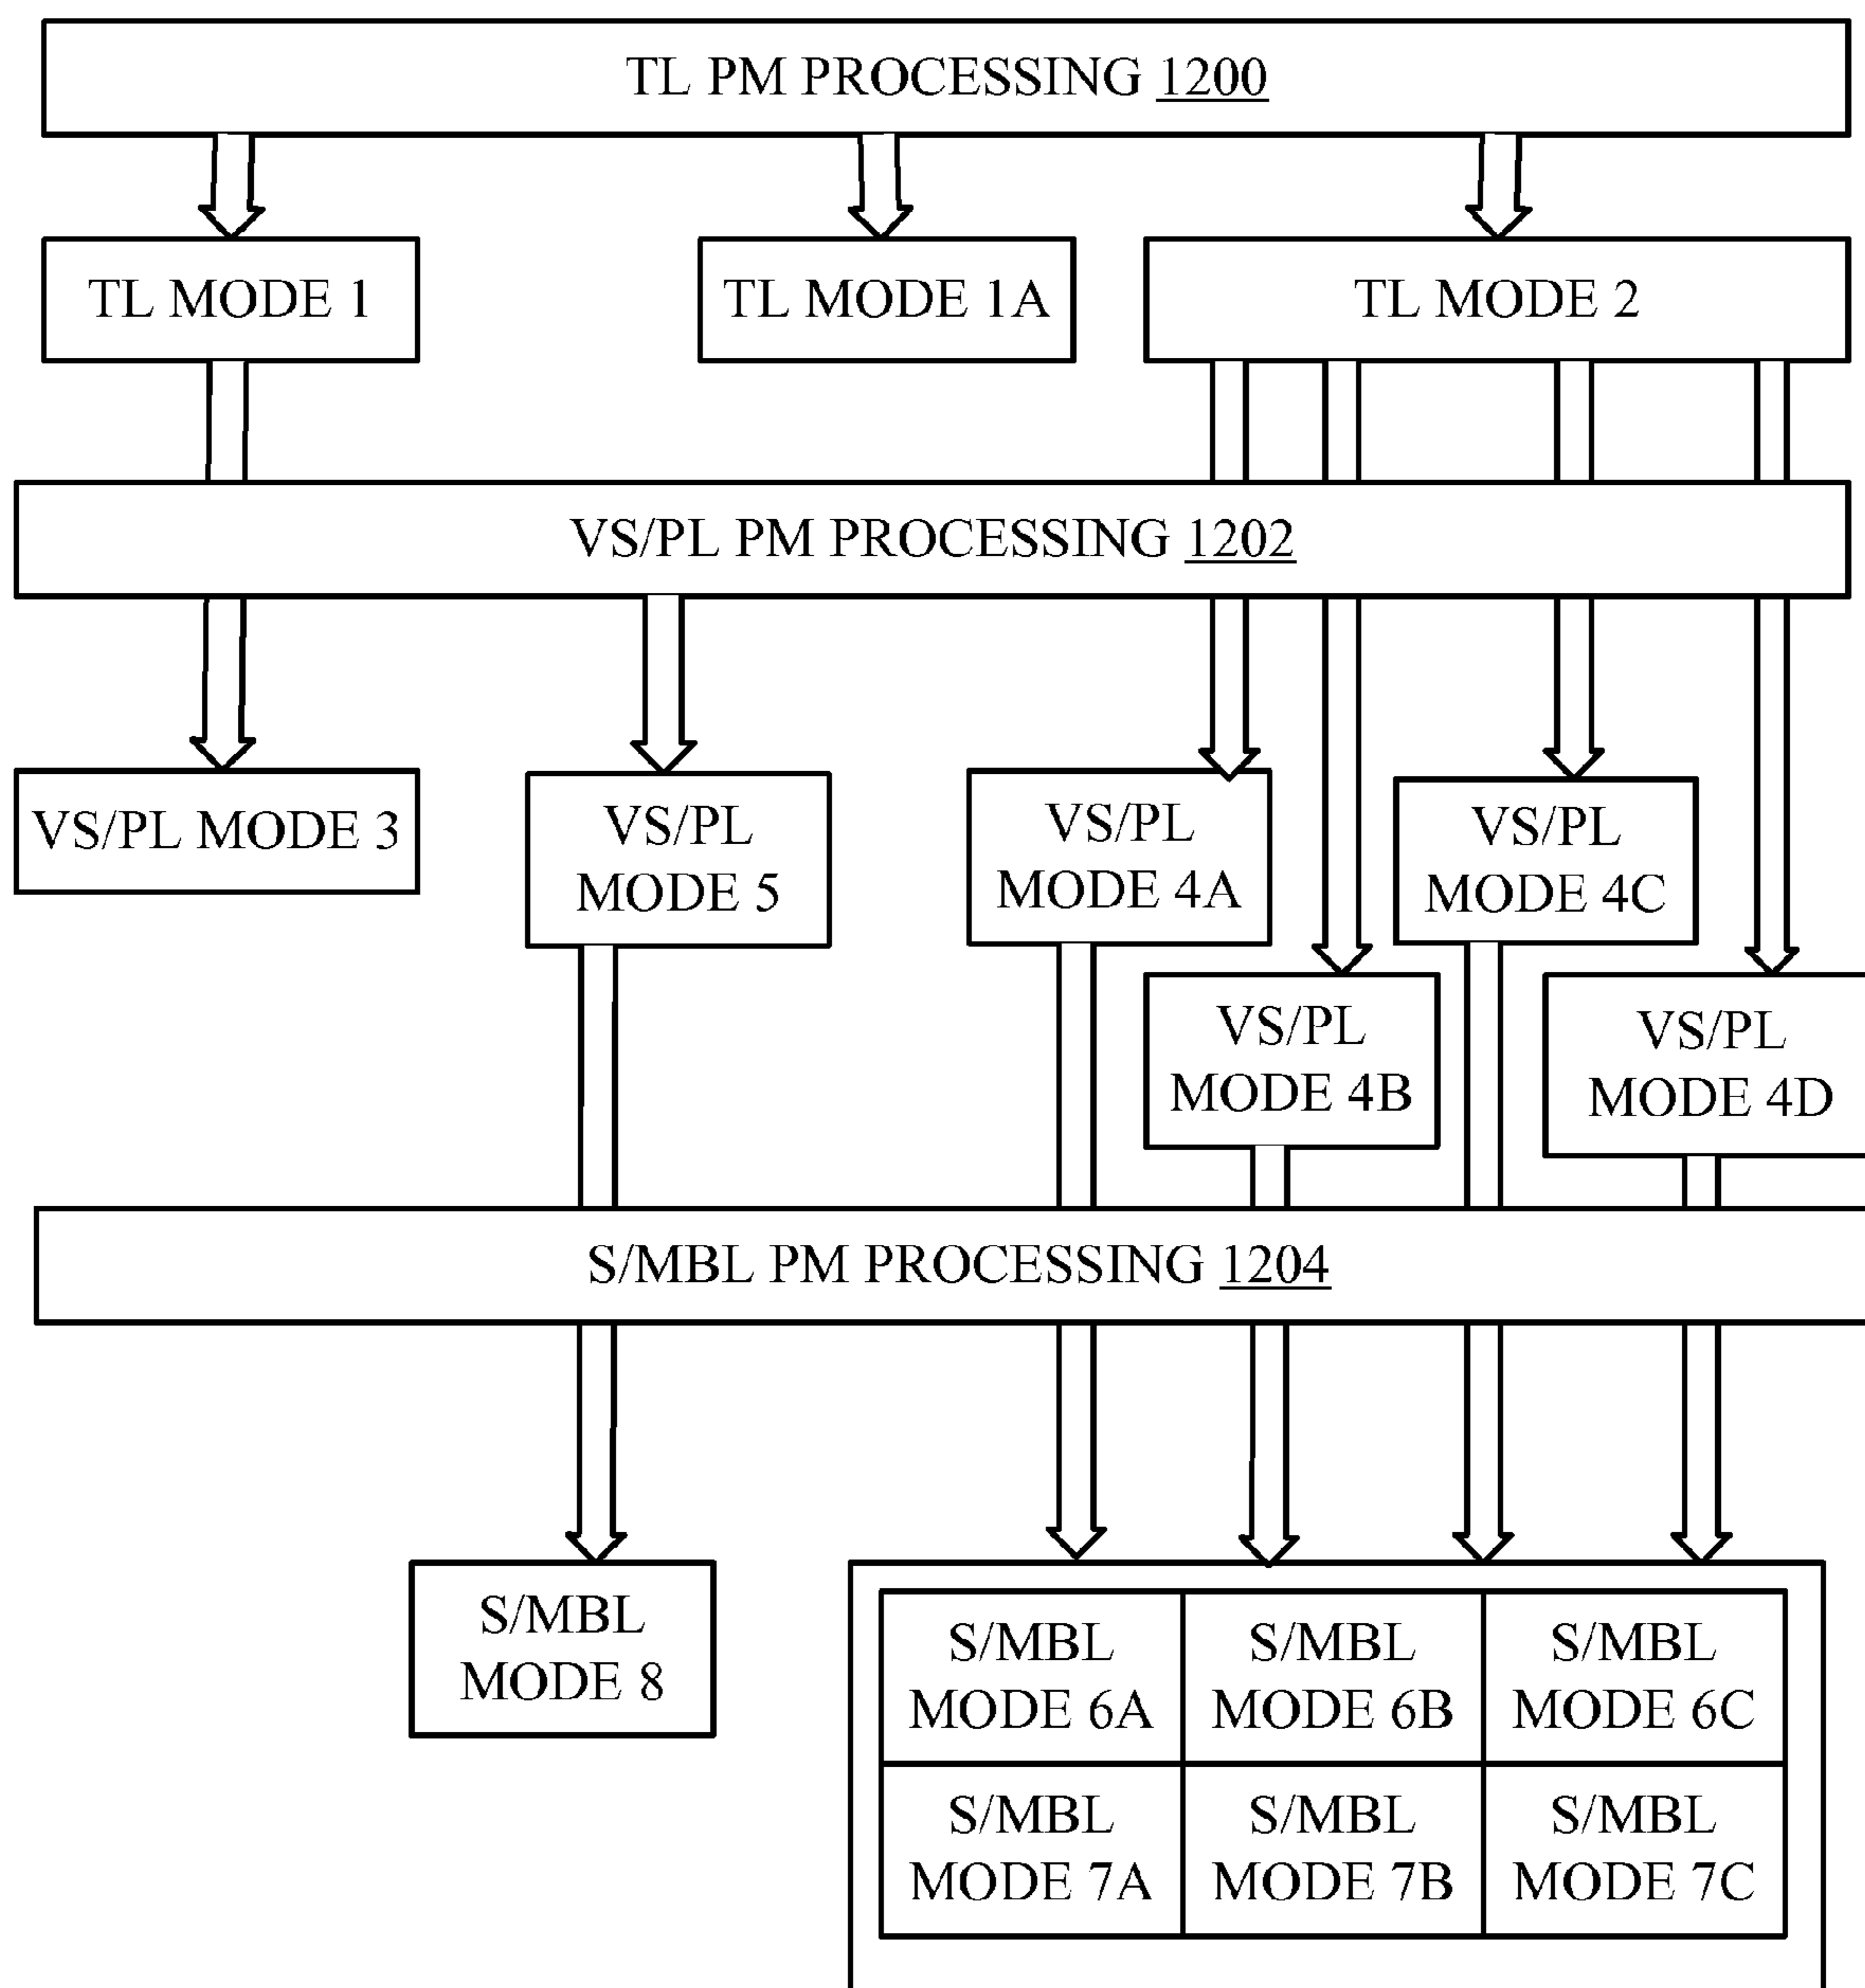 TL PM PROCESSING 1200
TL MODE 1
TL MODE 1A
TL MODE 2
VS/PL PM PROCESSING 1202
VS/PL MODE 3
VS/PL
MODE 5
VS/PL
MODE 4A
VS/PL
MODE 4C
VS/PL
MODE 4B
VS/PL
MODE 4D
S/MBL PM PROCESSING 1204
S/MBL
MODE 8
S/MBL
MODE 6A
S/MBL
MODE 6B
S/MBL
MODE 6C
S/MBL
MODE 7A
S/MBL
MODE 7B
S/MBL
MODE 7C